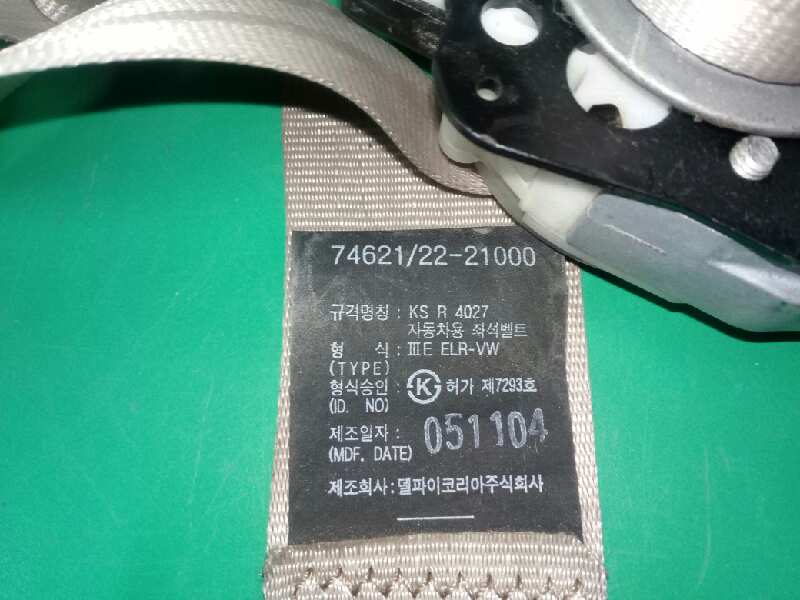 74621/22-21000
규격명칭 : KS R 4027
자동차용 좌석벨트
형 식 : ⅢE ELR-VW
(TYPE)
형식승인 : K 허가 제7293호
(ID. NO)
제조일자 : 051104
(MDF. DATE)
제조회사 : 델파이코리아주식회사